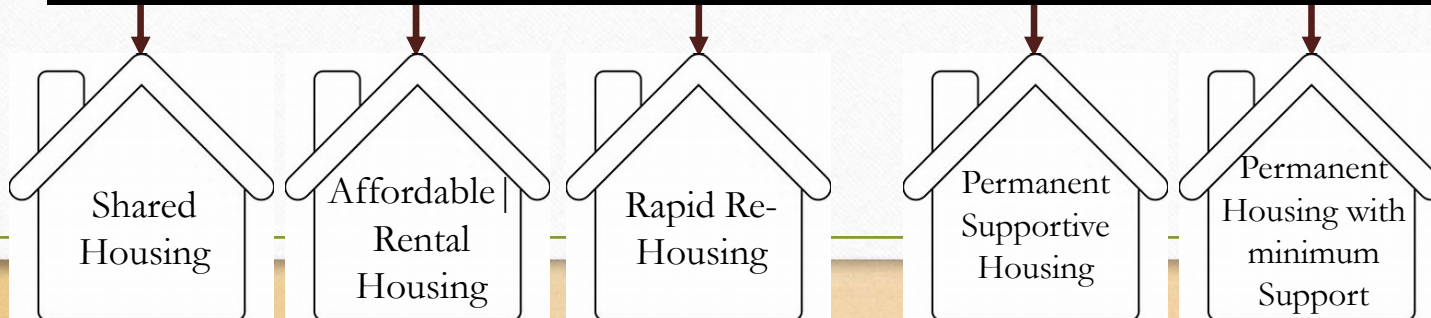 Shared
Housing
Affordable|
Rental
Housing
Rapid Re-
Housing
Permanent
Supportive
Housing
Permanent
Housing with
minimum
Support